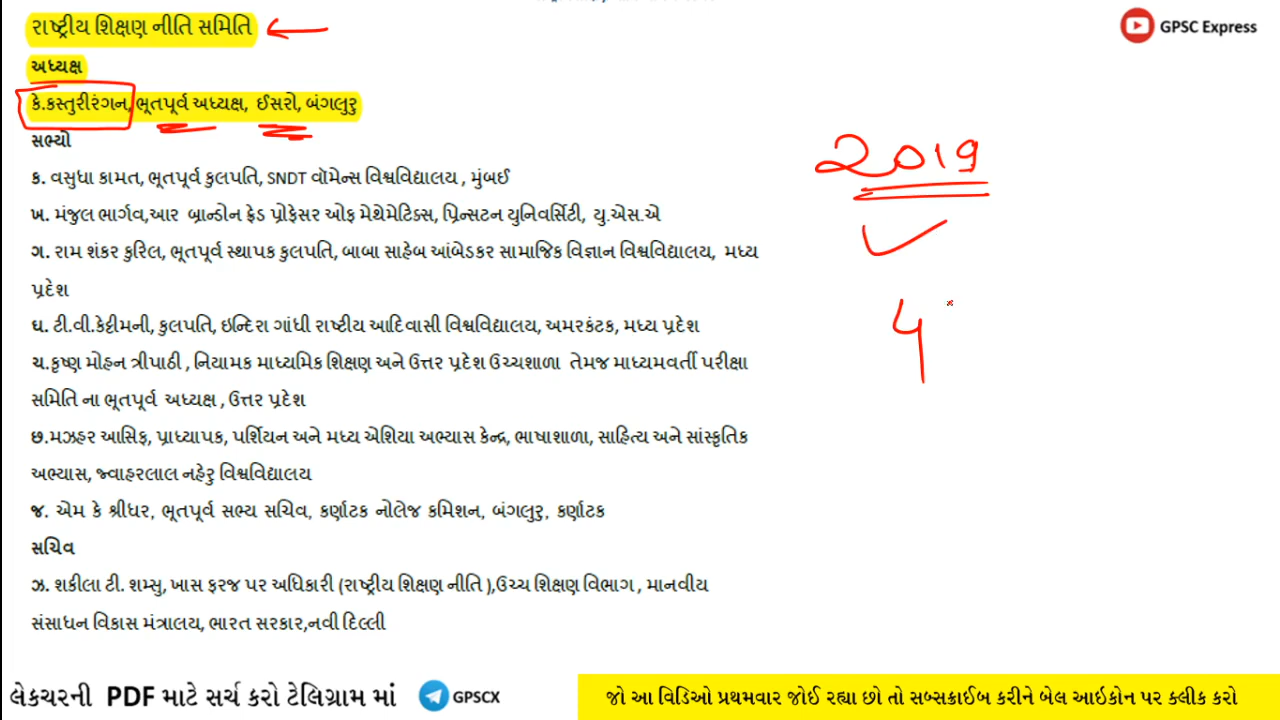 રાષ્ટ્રીય શિક્ષણ નીતિ સમિતિ
GPSC Express
અધ્યક્ષ
કે.કસ્તુરીરંગન, ભૂતપૂર્વ અધ્યક્ષ, ઈસરો, બંગલુરુ
સભ્યો
2019
ક. વસુધા કામત, ભૂતપૂર્વ કુલપતિ, SNDT વૉમેન્સ વિશ્વવિદ્યાલય , મુંબઈ
ખ. મંજુલ ભાર્ગવ,આર બ્રાન્ડોન ફ્રેડ પ્રોફેસર ઓફ મેથેમેટિક્સ, પ્રિન્સટન યુનિવર્સિટી, યુ.એસ.એ
ગ. રામ શંકર કુરિલ, ભૂતપૂર્વ સ્થાપક કુલપતિ, બાબા સાહેબ આંબેડકર સામાજિક વિજ્ઞાન વિશ્વવિદ્યાલય, મધ્ય
પ્રદેશ
ઘ. ટી.વી.કેટ્ટીમની, કુલપતિ, ઇન્દિરા ગાંધી રાષ્ટીય આદિવાસી વિશ્વવિદ્યાલય, અમરકંટક, મધ્ય પ્રદેશ
ચ. કૃષ્ણ મોહન ત્રીપાઠી , નિયામક માધ્યમિક શિક્ષણ અને ઉત્તર પ્રદેશ ઉચ્ચશાળા તેમજ માધ્યમવર્તી પરીક્ષા
સમિતિ ના ભૂતપૂર્વ અધ્યક્ષ , ઉત્તર પ્રદેશ
છ.મઝહર આસિફ, પ્રાધ્યાપક, પર્શિયન અને મધ્ય એશિયા અભ્યાસ કેન્દ્ર, ભાષાશાળા, સાહિત્ય અને સાંસ્કૃતિક
અભ્યાસ, જવાહરલાલ નહેરુ વિશ્વવિદ્યાલય
જ. એમ કે શ્રીધર, ભૂતપૂર્વ સભ્ય સચિવ, કર્ણાટક નોલેજ કમિશન, બંગલુરુ, કર્ણાટક
સચિવ
ઝ. શકીલા ટી. શમ્સુ, ખાસ ફરજ પર અધિકારી (રાષ્ટ્રીય શિક્ષણ નીતિ ),ઉચ્ચ શિક્ષણ વિભાગ , માનવીય
સંસાધન વિકાસ મંત્રાલય, ભારત સરકાર,નવી દિલ્લી
લેકચરની PDF માટે સર્ચ કરો ટેલિગ્રામ માં GPSCX
જો આ વિડિઓ પ્રથમવાર જોઈ રહ્યા છો તો સબ્સક્રાઈબ કરીને બેલ આઇકોન પર ક્લીક કરો